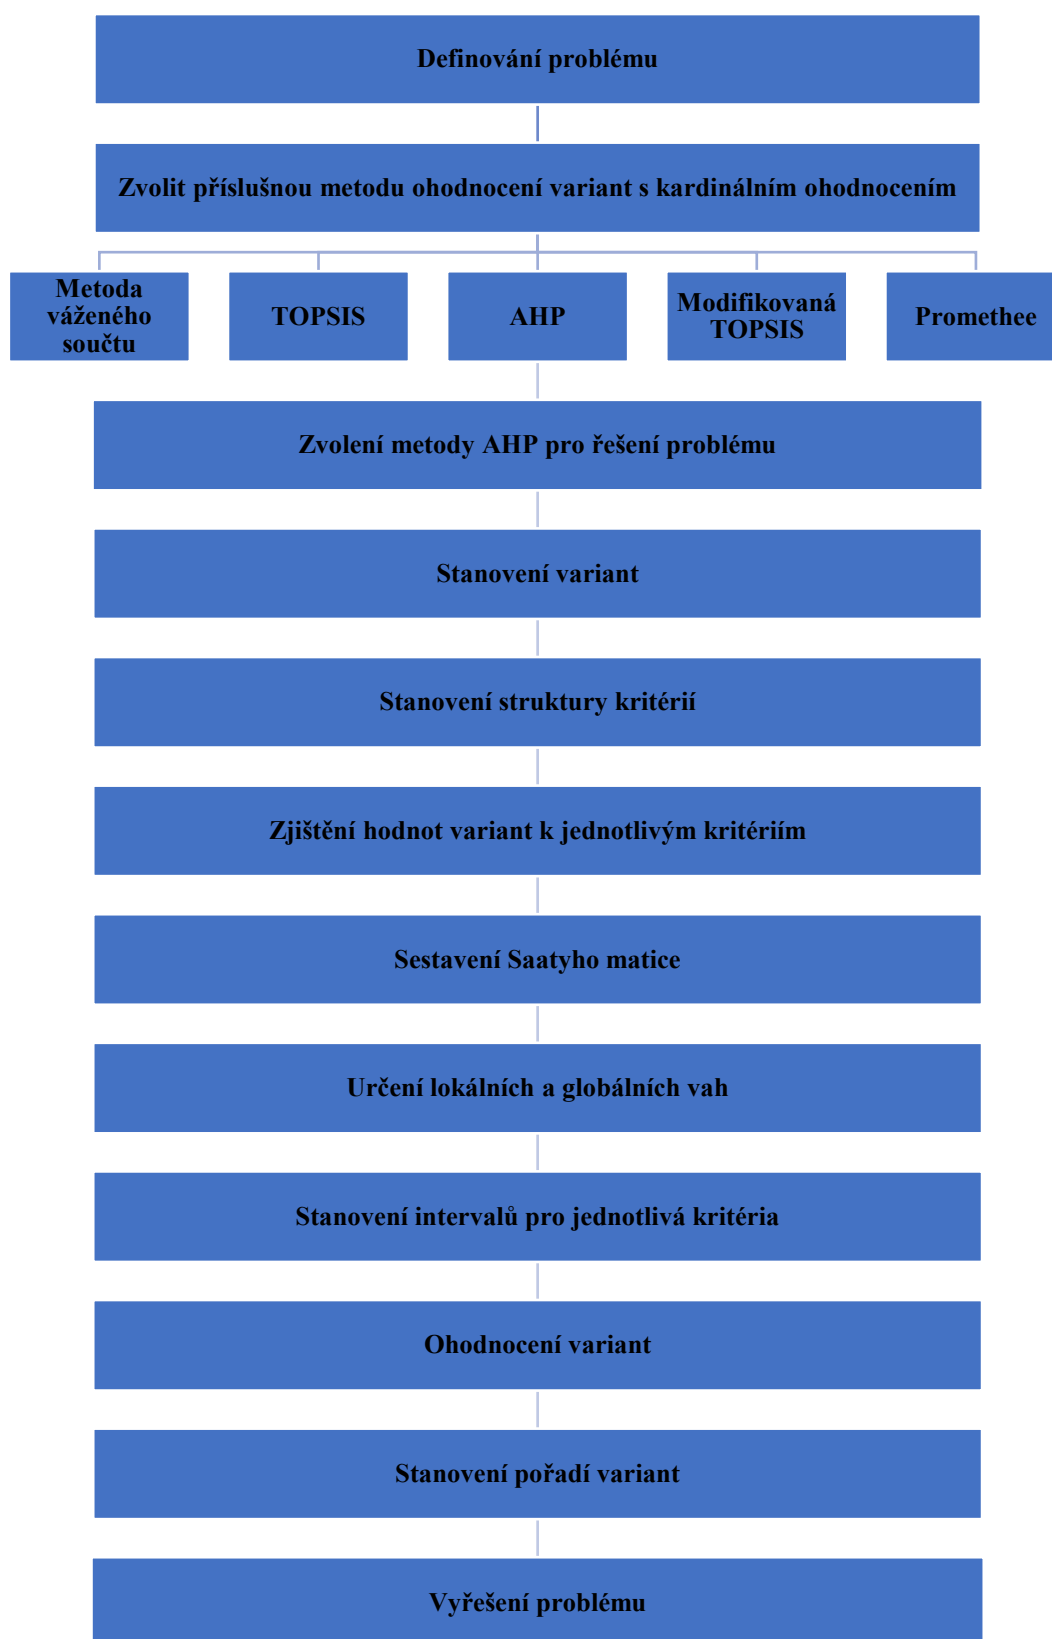 Definování problému
Zvolit příslušnou metodu ohodnocení variant s kardinálním ohodnocením
Metoda
váženého
součtu
TOPSIS
AHP
Modifikovaná
TOPSIS
Promethee
Zvolení metody AHP pro řešení problému
Stanovení variant
Stanovení struktury kritérií
Zjištění hodnot variant k jednotlivým kritériím
Sestavení Saatyho matice
Určení lokálních a globálních vah
Stanovení intervalů pro jednotlivá kritéria
Ohodnocení variant
Stanovení pořadí variant
Vyřešení problému